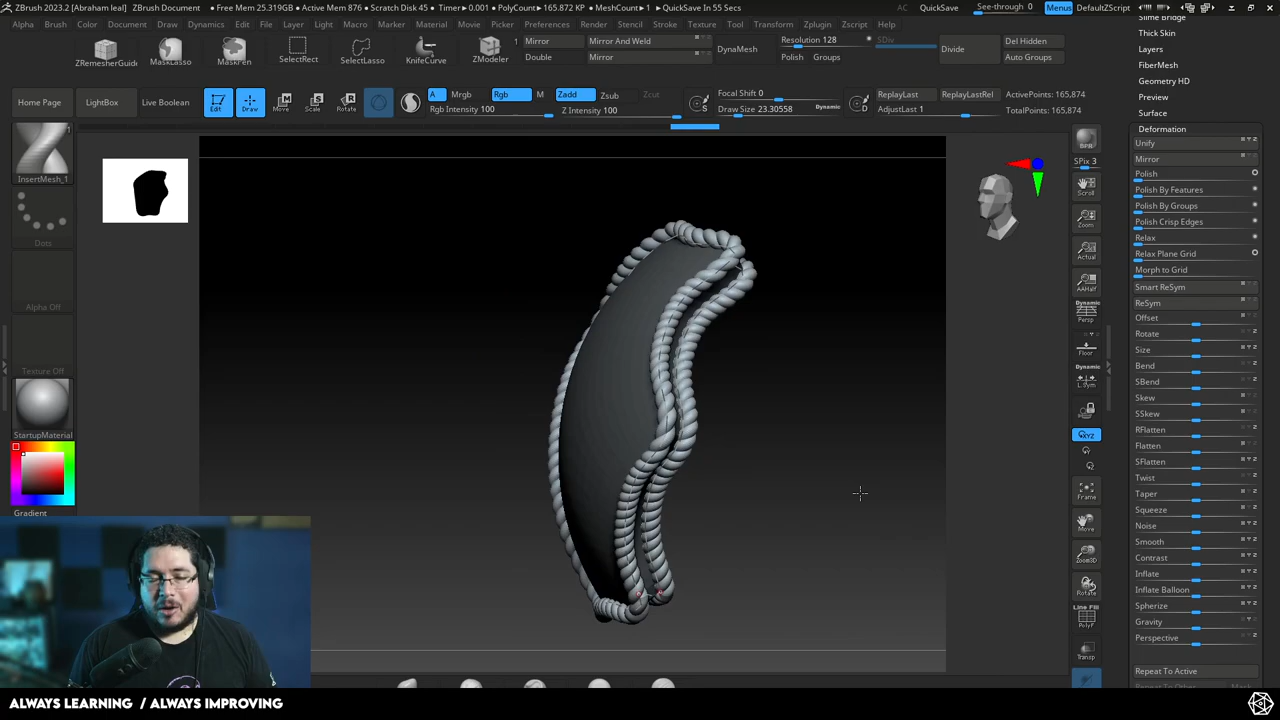 ZBrush 2023.2 [Abraham leal]   ZBrush Document   • Free Mem 25.319GB • Active Mem 876 • Scratch Disk 45 • Timer▸0.001 • PolyCount▸165.872 KP • MeshCount▸1 • QuickSave In 55 Secs   AC   QuickSave   See-through 0   Menus   DefaultZScript
Alpha Brush Color Document Draw Dynamics Edit File Layer Light Macro Marker Material Movie Picker Preferences Render Stencil Stroke Texture Tool Transform Zplugin Zscript Help
ZRemesherGuide
MaskLasso
MaskPen
SelectRect
SelectLasso
KnifeCurve
ZModeler
1
Mirror
Double
Mirror And Weld
Mirror
DynaMesh
Resolution 128
Polish Groups
SDiv
Divide
Del Hidden
Auto Groups
Home Page
LightBox
Live Boolean
Edit
Draw
Move
Scale
Rotate
A Mrgb Rgb M
Rgb Intensity 100
Zadd Zsub Zcut
Z Intensity 100
S
Focal Shift 0
Draw Size 23.30558 Dynamic
D
ReplayLast ReplayLastRel
AdjustLast 1
ActivePoints: 165,874
TotalPoints: 165,874
1
InsertMesh_1
Dots
Alpha Off
Texture Off
StartupMaterial
Gradient
BPR
SPix 3
Scroll
Zoom
Actual
AAHalf
Dynamic
Persp
Floor
Dynamic
L.Sym
XYZ
Frame
Move
Zoom3D
Rotate
Line Fill
PolyF
Transp
Slime Bridge
Thick Skin
Layers
FiberMesh
Geometry HD
Preview
Surface
Deformation
Unify
Mirror
Polish
Polish By Features
Polish By Groups
Polish Crisp Edges
Relax
Relax Plane Grid
Morph to Grid
Smart ReSym
ReSym
Offset
Rotate
Size
Bend
SBend
Skew
SSkew
RFlatten
Flatten
SFlatten
Twist
Taper
Squeeze
Noise
Smooth
Contrast
Inflate
Inflate Balloon
Spherize
Gravity
Perspective
Repeat To Active
Repeat To Other
ALWAYS LEARNING / ALWAYS IMPROVING